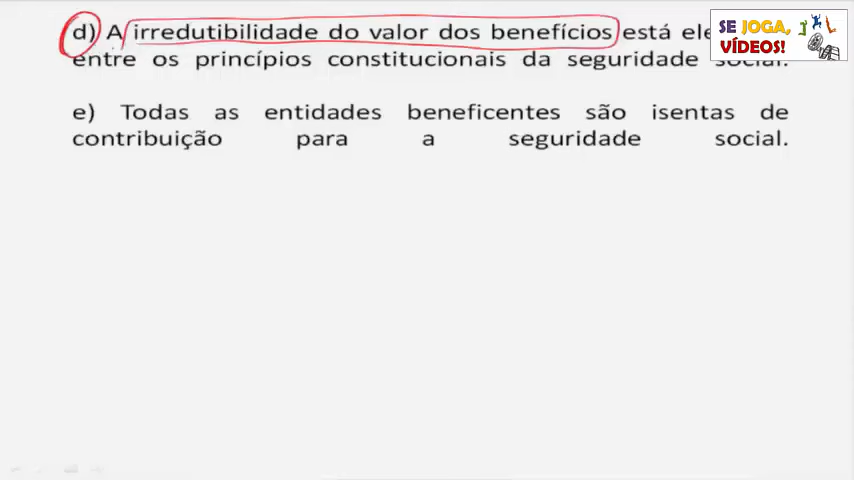 d) A irredutibilidade do valor dos benefícios está
entre os princípios constitucionais da seguridade social.
e) Todas as entidades beneficentes são isentas de
contribuição para a seguridade social.
SE JOGA,
VÍDEOS!